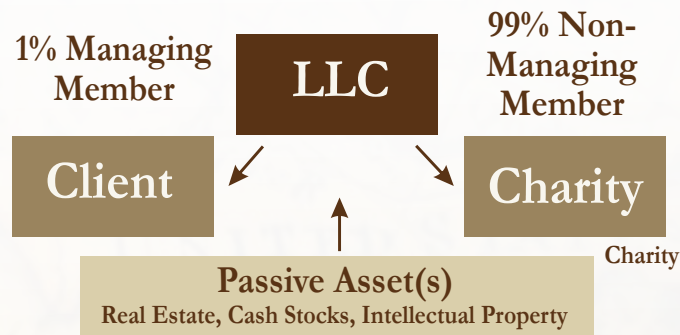 1% Managing
Member
LLC
99% Non-
Managing
Member
Client
Charity
Charity
Passive Asset(s)
Real Estate, Cash Stocks, Intellectual Property